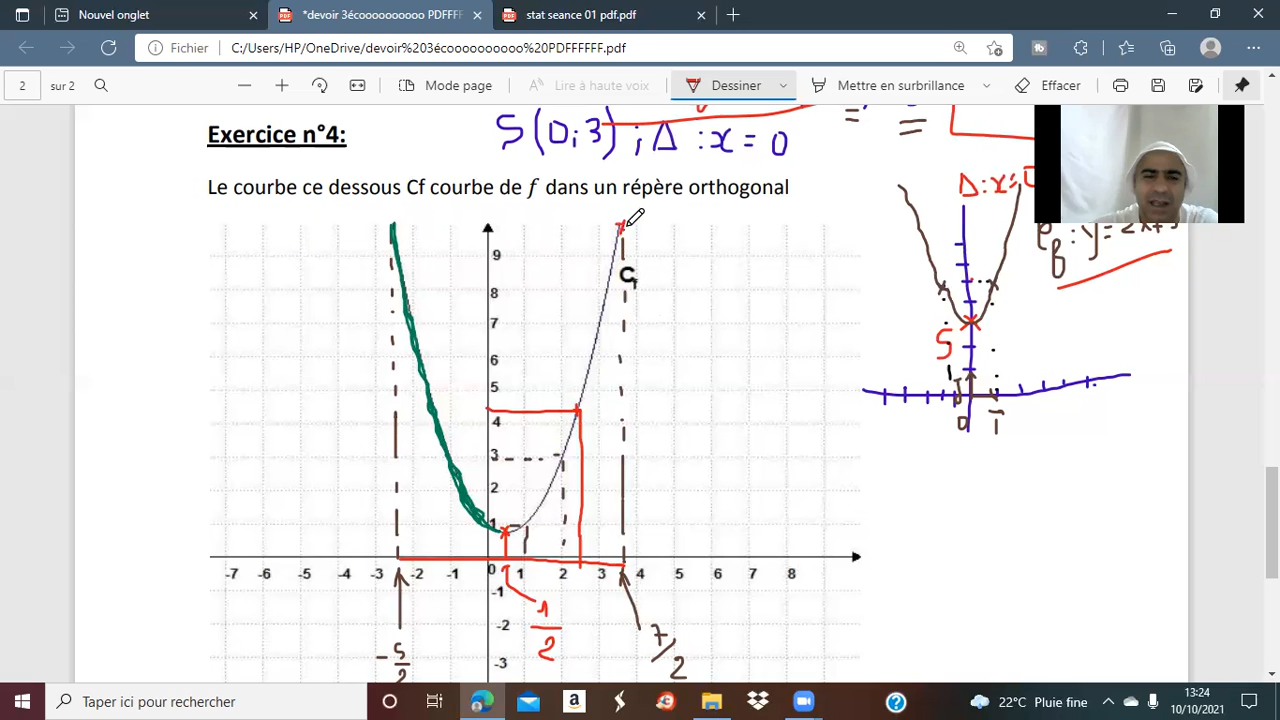 Nouvel onglet
*devoir 3écoooooooooo PDFFFF
stat seance 01 pdf.pdf
Fichier
C:/Users/HP/OneDrive/devoir%203écoooooooooo%20PDFFFFFF.pdf
2
sur 2
Mode page
Lire à haute voix
Dessiner
Mettre en surbrillance
Effacer
S(0;3) ; Δ : x = 0
Exercice n°4:
Le courbe ce dessous Cf courbe de f dans un répère orthogonal
Δ: x=0
9
8
7
6
5
4
3
2
1
Cf
S
0 1
-7 -6 -5 -4 -3 -2 -1 0 1 2 3 4 5 6 7 8
-1
-2
-3
-5/2
1/2
7/2
Taper ici pour rechercher
22°C Pluie fine
13:24
10/10/2021